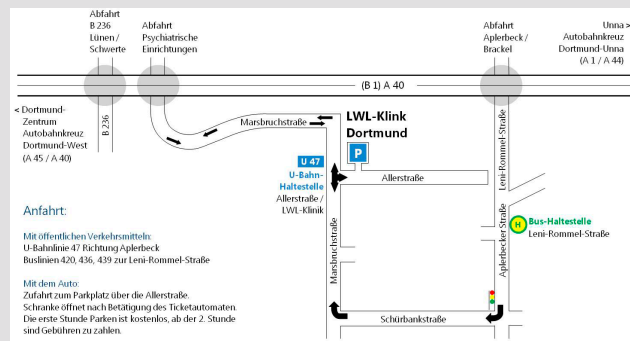 Abfahrt
B 236
Lünen /
Schwerte
Abfahrt
Psychiatrische
Einrichtungen
Abfahrt
Aplerbeck /
Brackel
Unna >
Autobahnkreuz
Dortmund-Unna
(A 1 / A 44)
(B 1) A 40
< Dortmund-
Zentrum
Autobahnkreuz
Dortmund-West
(A 45 / A 40)
B 236
Marsbruchstraße
LWL-Klink
Dortmund
P
Leni-Rommel-Straße
U 47
U-Bahn-
Haltestelle
Allerstraße /
LWL-Klinik
Allerstraße
Marsbruchstraße
Aplerbecker Straße
H
Bus-Haltestelle
Leni-Rommel-Straße
Schürbankstraße
Anfahrt:
Mit öffentlichen Verkehrsmitteln:
U-Bahnlinie 47 Richtung Aplerbeck
Buslinien 420, 436, 439 zur Leni-Rommel-Straße
Mit dem Auto:
Zufahrt zum Parkplatz über die Allerstraße.
Schranke öffnet nach Betätigung des Ticketautomaten.
Die erste Stunde Parken ist kostenlos, ab der 2. Stunde
sind Gebühren zu zahlen.